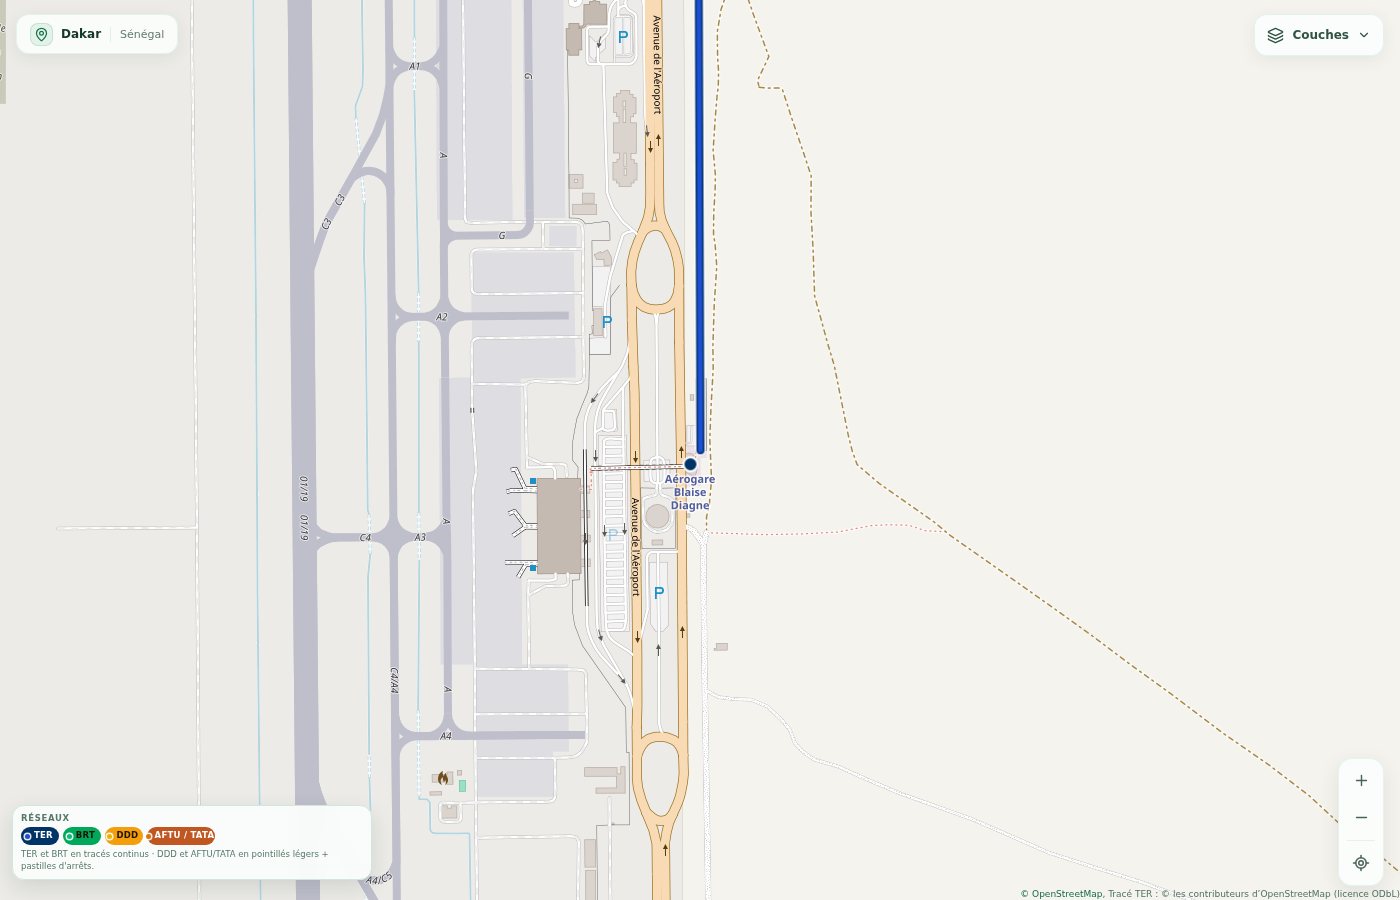 Dakar Sénégal
Couches
Avenue de l'Aéroport
P
A1
G
A
C3
C3
G
A2
P
Aérogare
Blaise
Diagne
01/19
01/19
C4
A3
A
P
Avenue de l'Aéroport
P
C4/A4
A
A4
A4/C5
RÉSEAUX
TER BRT DDD AFTU / TATA
TER et BRT en tracés continus · DDD et AFTU/TATA en pointillés légers +
pastilles d'arrêts.
+
−
© OpenStreetMap, Tracé TER : © les contributeurs d'OpenStreetMap (licence ODbL)